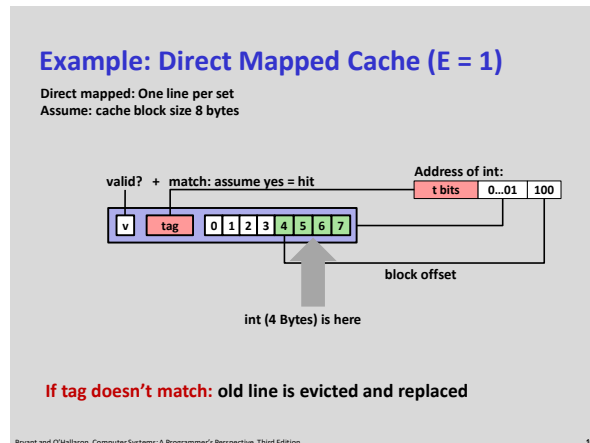 Example: Direct Mapped Cache (E = 1)
Direct mapped: One line per set
Assume: cache block size 8 bytes
Address of int:
valid? + match: assume yes = hit
t bits 0...01 100
v tag 0 1 2 3 4 5 6 7
block offset
int (4 Bytes) is here
If tag doesn't match: old line is evicted and replaced
Bryant and O'Hallaron, Computer Systems: A Programmer's Perspective, Third Edition